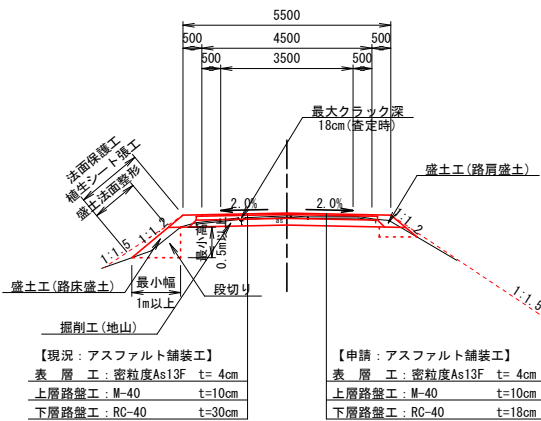 5500
500 4500 500
500 3500 500
最大クラック深
18cm(査定時)
法面保護工
植生シート張工
盛土法面整形
盛土工(路肩盛土)
2.0% 2.0%
1:1.2
1:1.5
1:1.2
1:1.5
最小高
0.5m以上
盛土工(路床盛土)
最小幅
1m以上
段切り
掘削工(地山)
【現況：アスファルト舗装工】
表 層 工：密粒度As13F t= 4cm
上層路盤工：M-40 t=10cm
下層路盤工：RC-40 t=30cm
【申請：アスファルト舗装工】
表 層 工：密粒度As13F t= 4cm
上層路盤工：M-40 t=10cm
下層路盤工：RC-40 t=18cm